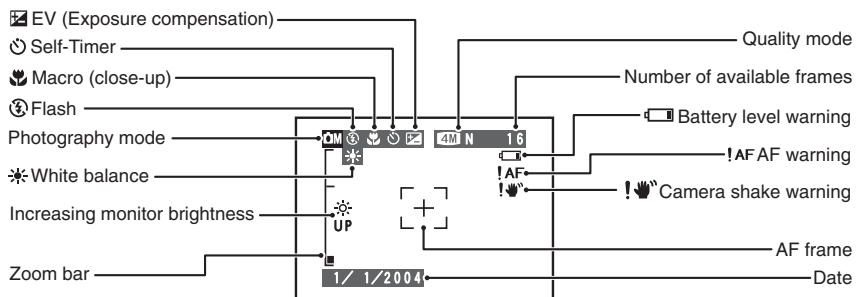 EV (Exposure compensation)
Self-Timer
Macro (close-up)
Flash
Photography mode
White balance
Increasing monitor brightness
Zoom bar
M
4M N 16
!AF
UP
1/ 1/2004
Quality mode
Number of available frames
Battery level warning
!AF AF warning
! Camera shake warning
AF frame
Date